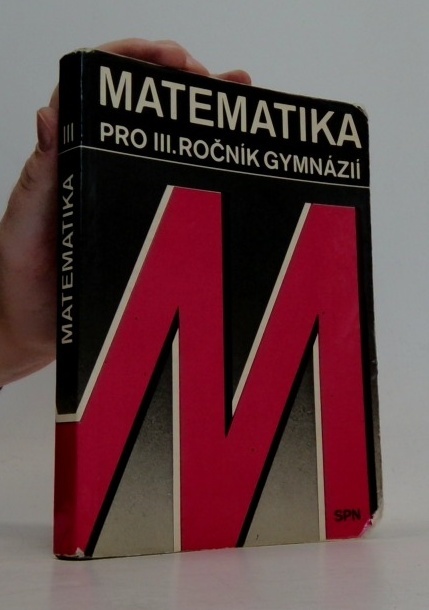 MATEMATIKA
PRO III. ROČNÍK GYMNÁZIÍ
M
SPN
MATEMATIKA III